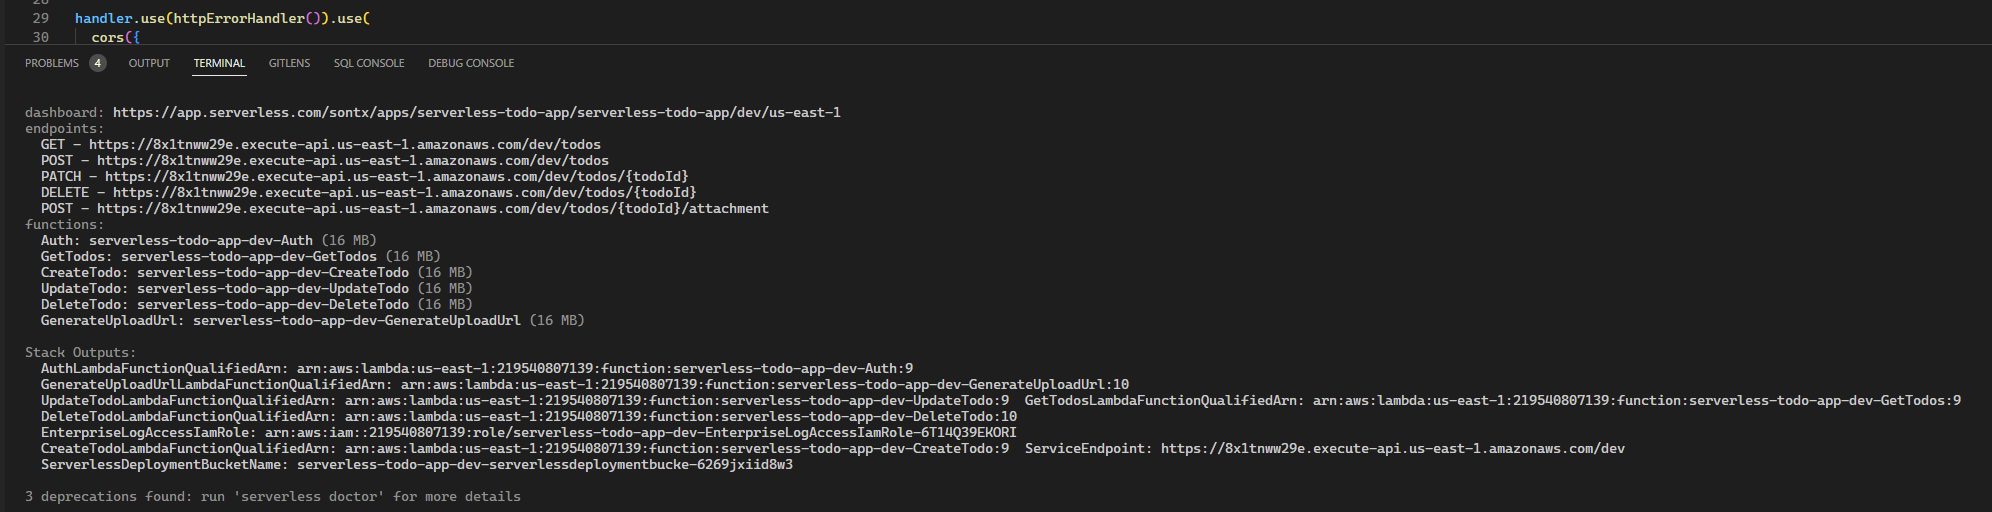 28
29 handler.use(httpErrorHandler()).use(
30 cors({
PROBLEMS 4 OUTPUT TERMINAL GITLENS SQL CONSOLE DEBUG CONSOLE
dashboard: https://app.serverless.com/sontx/apps/serverless-todo-app/serverless-todo-app/dev/us-east-1
endpoints:
GET - https://8x1tnww29e.execute-api.us-east-1.amazonaws.com/dev/todos
POST - https://8x1tnww29e.execute-api.us-east-1.amazonaws.com/dev/todos
PATCH - https://8x1tnww29e.execute-api.us-east-1.amazonaws.com/dev/todos/{todoId}
DELETE - https://8x1tnww29e.execute-api.us-east-1.amazonaws.com/dev/todos/{todoId}
POST - https://8x1tnww29e.execute-api.us-east-1.amazonaws.com/dev/todos/{todoId}/attachment
functions:
Auth: serverless-todo-app-dev-Auth (16 MB)
GetTodos: serverless-todo-app-dev-GetTodos (16 MB)
CreateTodo: serverless-todo-app-dev-CreateTodo (16 MB)
UpdateTodo: serverless-todo-app-dev-UpdateTodo (16 MB)
DeleteTodo: serverless-todo-app-dev-DeleteTodo (16 MB)
GenerateUploadUrl: serverless-todo-app-dev-GenerateUploadUrl (16 MB)
Stack Outputs:
AuthLambdaFunctionQualifiedArn: arn:aws:lambda:us-east-1:219540807139:function:serverless-todo-app-dev-Auth:9
GenerateUploadUrlLambdaFunctionQualifiedArn: arn:aws:lambda:us-east-1:219540807139:function:serverless-todo-app-dev-GenerateUploadUrl:10
UpdateTodoLambdaFunctionQualifiedArn: arn:aws:lambda:us-east-1:219540807139:function:serverless-todo-app-dev-UpdateTodo:9 GetTodosLambdaFunctionQualifiedArn: arn:aws:lambda:us-east-1:219540807139:function:serverless-todo-app-dev-GetTodos:9
DeleteTodoLambdaFunctionQualifiedArn: arn:aws:lambda:us-east-1:219540807139:function:serverless-todo-app-dev-DeleteTodo:10
EnterpriseLogAccessIamRole: arn:aws:iam::219540807139:role/serverless-todo-app-dev-EnterpriseLogAccessIamRole-6T14Q39EKORI
CreateTodoLambdaFunctionQualifiedArn: arn:aws:lambda:us-east-1:219540807139:function:serverless-todo-app-dev-CreateTodo:9 ServiceEndpoint: https://8x1tnww29e.execute-api.us-east-1.amazonaws.com/dev
ServerlessDeploymentBucketName: serverless-todo-app-dev-serverlessdeploymentbucke-6269jxiid8w3
3 deprecations found: run 'serverless doctor' for more details